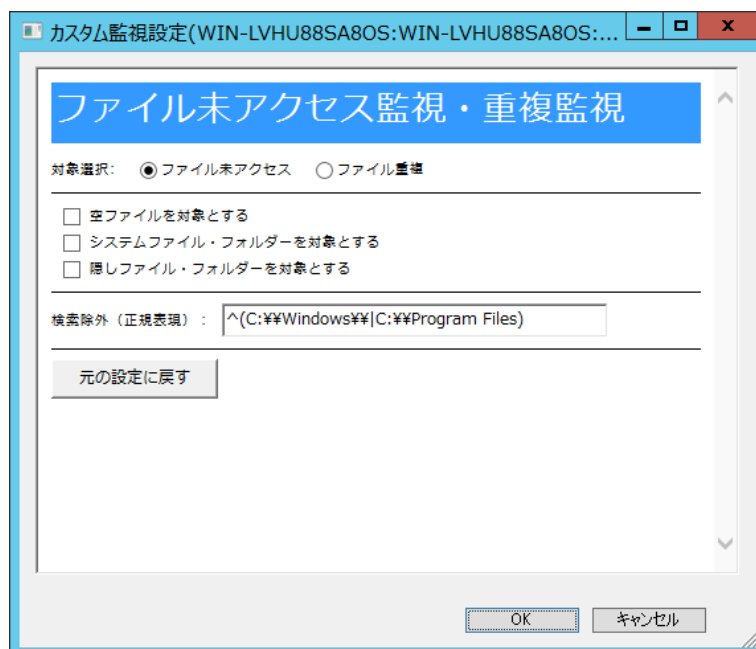 カスタム監視設定(WIN-LVHU88SA8OS:WIN-LVHU88SA8OS:...
ファイル未アクセス監視・重複監視
対象選択: ファイル未アクセス ファイル重複
空ファイルを対象とする
システムファイル・フォルダーを対象とする
隠しファイル・フォルダーを対象とする
検索除外（正規表現）: ^(C:¥¥Windows¥¥|C:¥¥Program Files)
元の設定に戻す
OK キャンセル